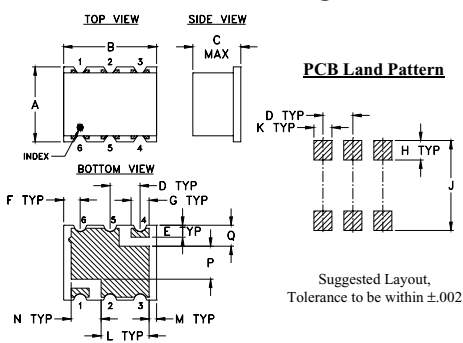 TOP VIEW
SIDE VIEW
B
C
MAX
1 2 3
A
6 5 4
INDEX
BOTTOM VIEW
D TYP
F TYP
G TYP
6 5 4
E TYP
Q
P
1 2 3
N TYP
M TYP
L TYP
PCB Land Pattern
D TYP
K TYP
H TYP
J
Suggested Layout,
Tolerance to be within ±.002